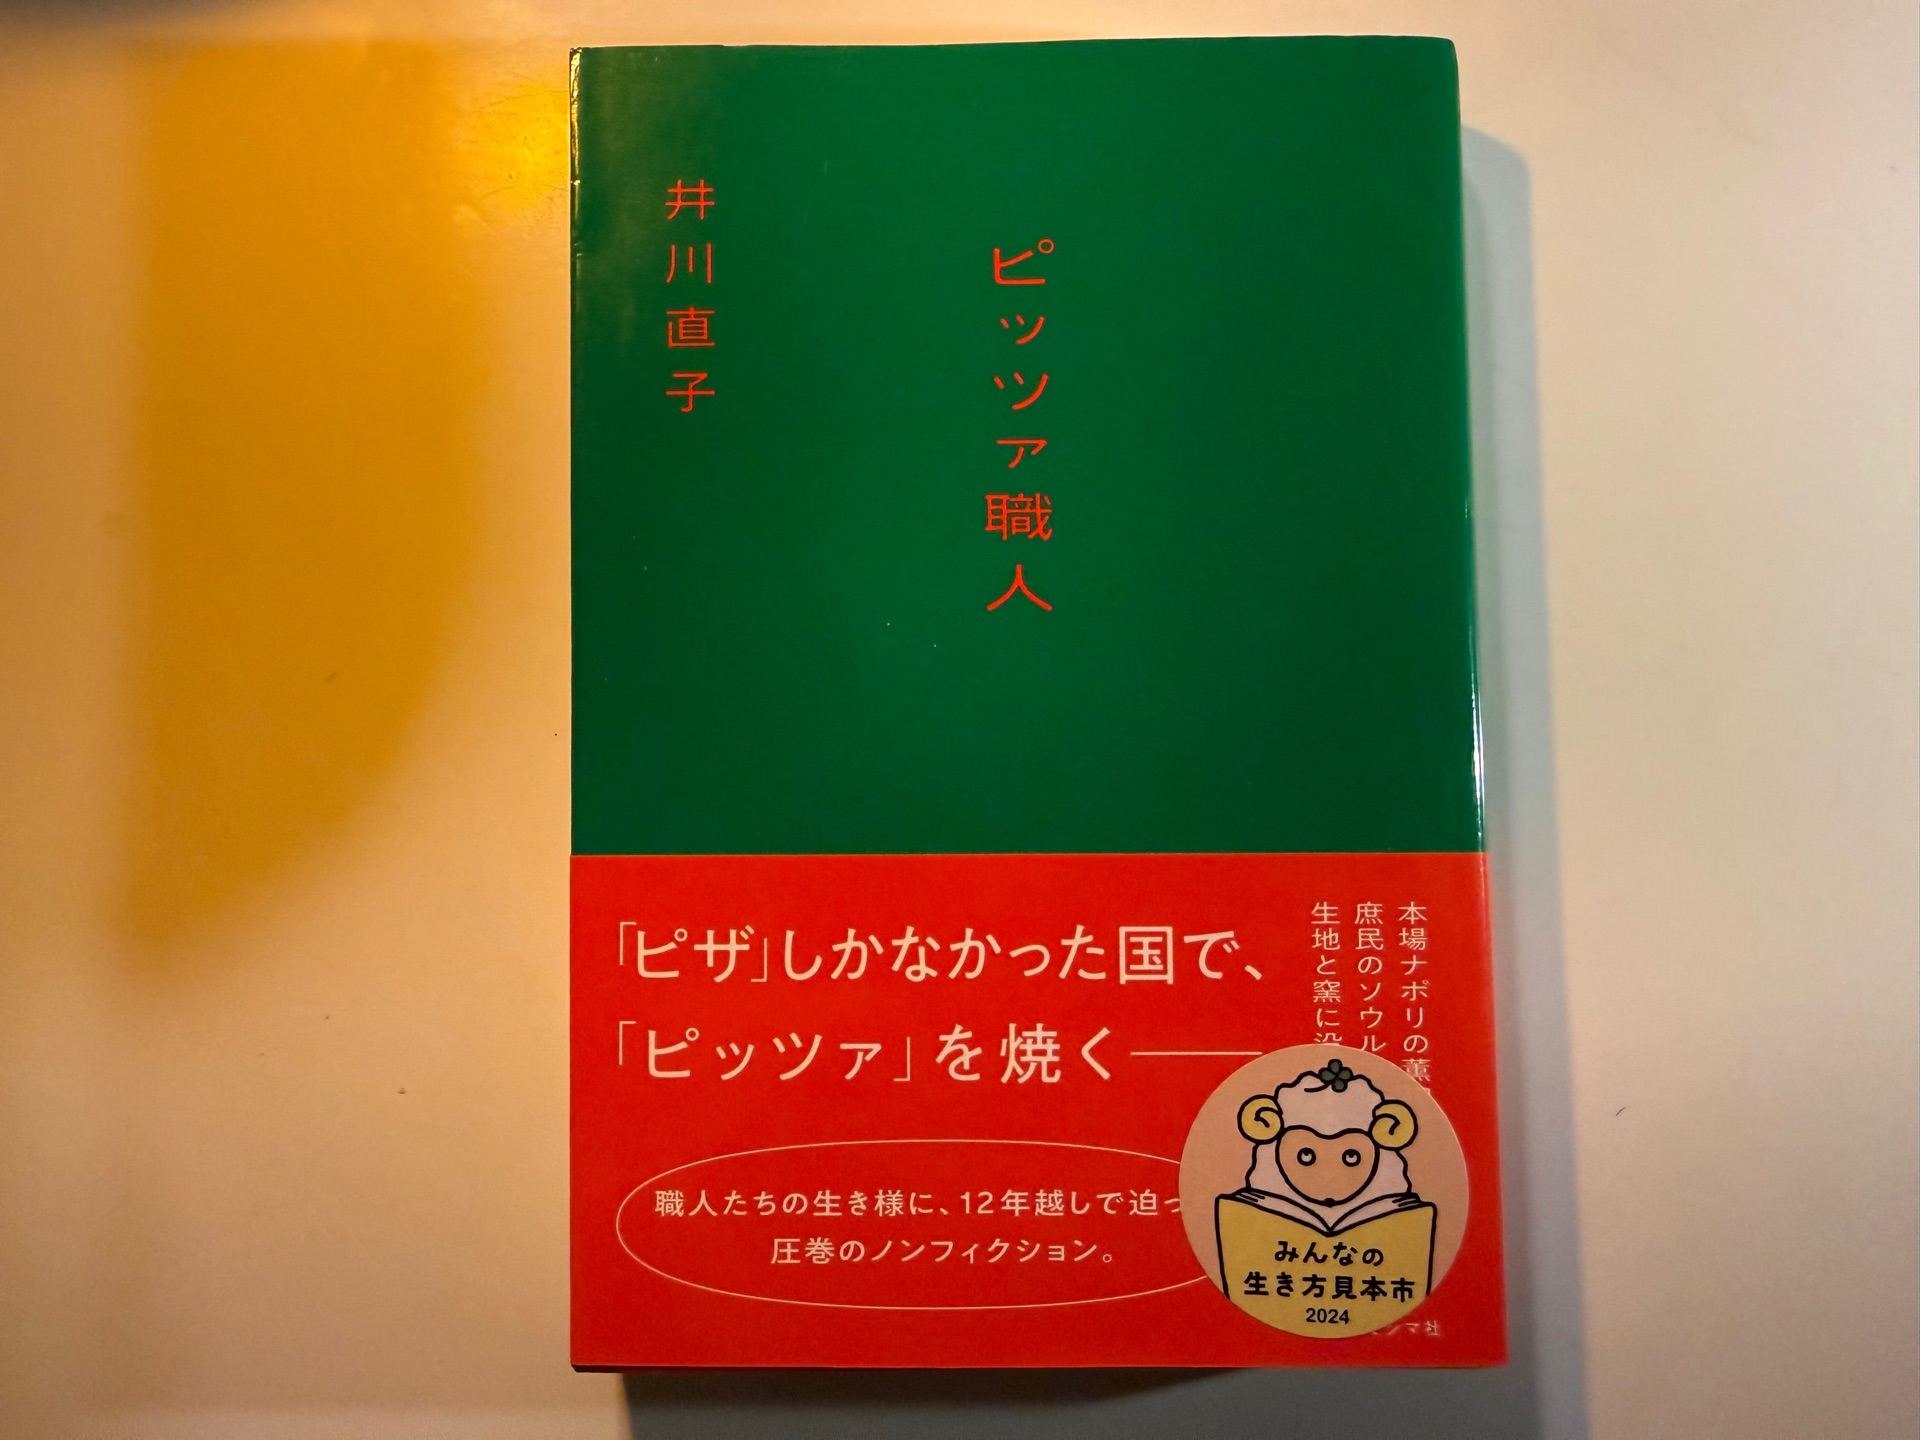 ピッツァ職人
井川直子
本場ナポリの薫
庶民のソウル
生地と窯に
「ピザ」しかなかった国で、
「ピッツァ」を焼く——
職人たちの生き様に、12年越しで迫っ
圧巻のノンフィクション。
みんなの
生き方見本市
2024
マ社